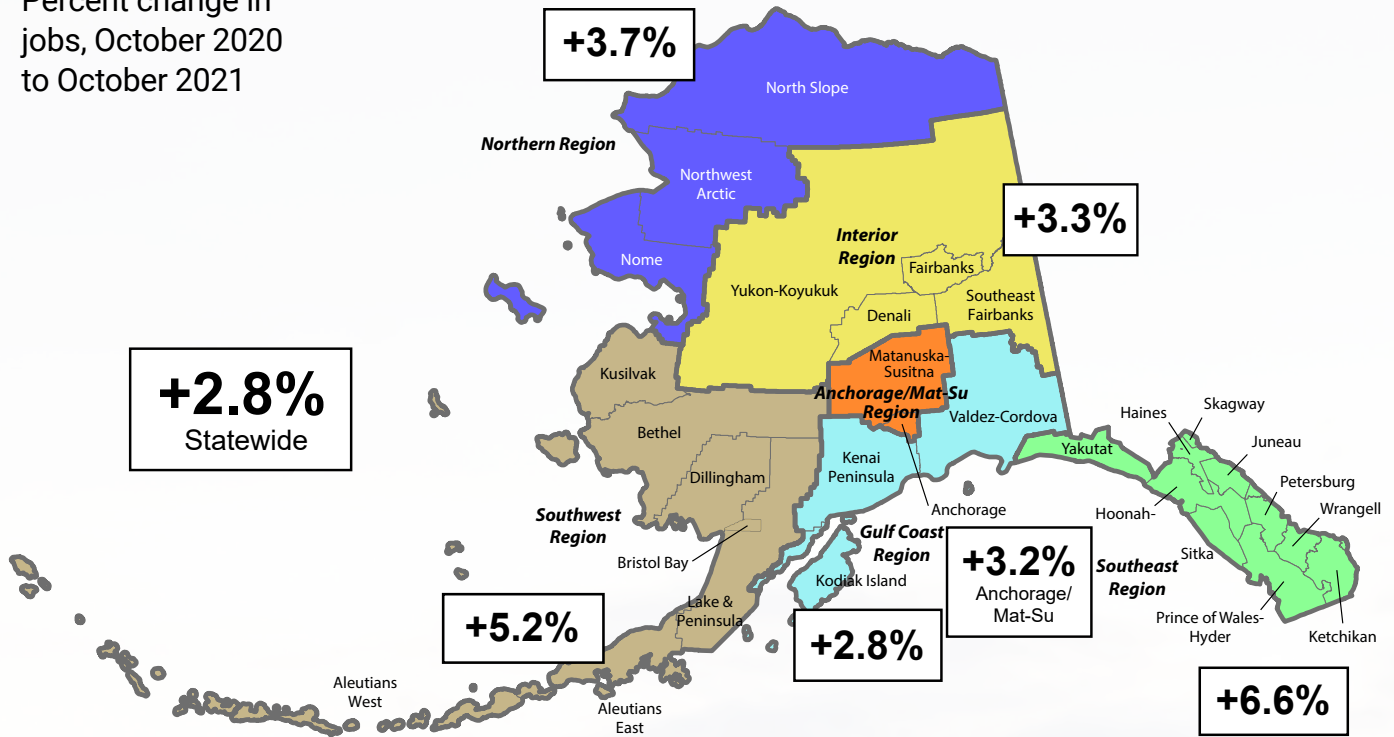 Percent change in
jobs, October 2020
to October 2021
+3.7%
North Slope
Northern Region
Northwest
Arctic
+3.3%
Interior
Region
Nome
Fairbanks
Yukon-Koyukuk
Southeast
Fairbanks
Denali
+2.8%
Statewide
Kusilvak
Matanuska-
Susitna
Anchorage/Mat-Su
Region
Valdez-Cordova
Bethel
Haines
Skagway
Yakutat
Juneau
Kenai
Peninsula
Dillingham
Petersburg
Wrangell
Anchorage
Hoonah-
Southwest
Region
Bristol Bay
Gulf Coast
Region
Sitka
+3.2%
Anchorage/
Mat-Su
Southeast
Region
Kodiak Island
Lake &
Peninsula
+5.2%
+2.8%
Prince of Wales-
Hyder
Ketchikan
Aleutians
West
Aleutians
East
+6.6%